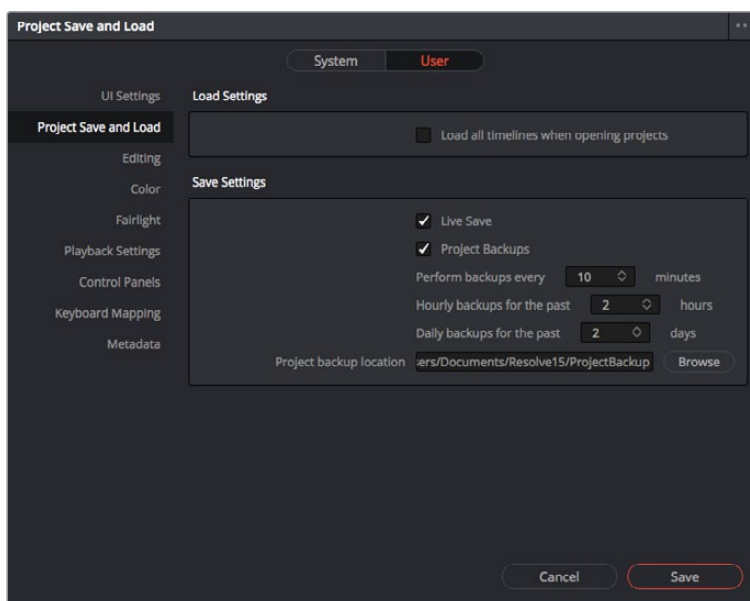 Project Save and Load
System User
UI Settings
Project Save and Load
Editing
Color
Fairlight
Playback Settings
Control Panels
Keyboard Mapping
Metadata
Load Settings
Load all timelines when opening projects
Save Settings
Live Save
Project Backups
Perform backups every 10 minutes
Hourly backups for the past 2 hours
Daily backups for the past 2 days
Project backup location ers/Documents/Resolve15/ProjectBackup Browse
Cancel Save